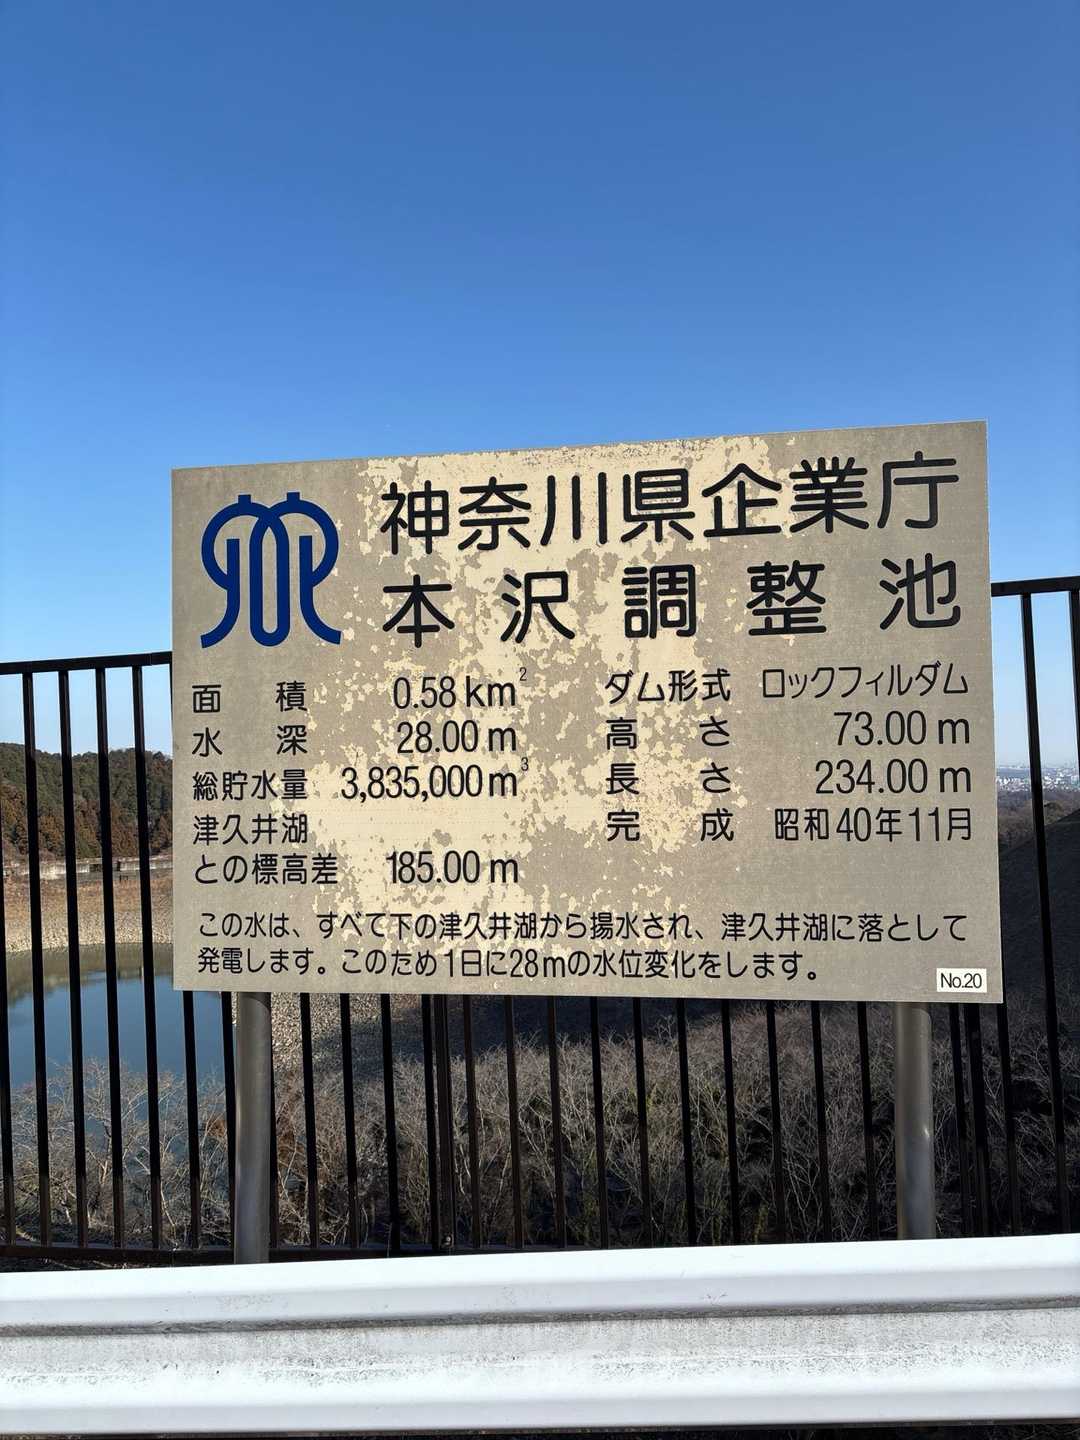 神奈川県企業庁
本沢調整池
面積 0.58km²
水深 28.00m
総貯水量 3,835,000m³
津久井湖
との標高差 185.00m
ダム形式 ロックフィルダム
高さ 73.00m
長さ 234.00m
完成 昭和40年11月
この水は、すべて下の津久井湖から揚水され、津久井湖に落として
発電します。このため1日に28mの水位変化をします。
No.20